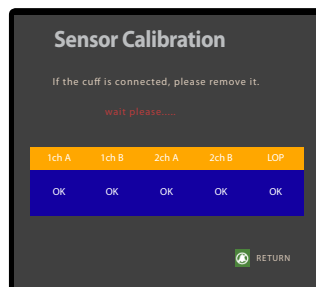 Sensor Calibration
If the cuff is connected, please remove it.
wait please.....
1ch A 1ch B 2ch A 2ch B LOP
OK OK OK OK OK
RETURN